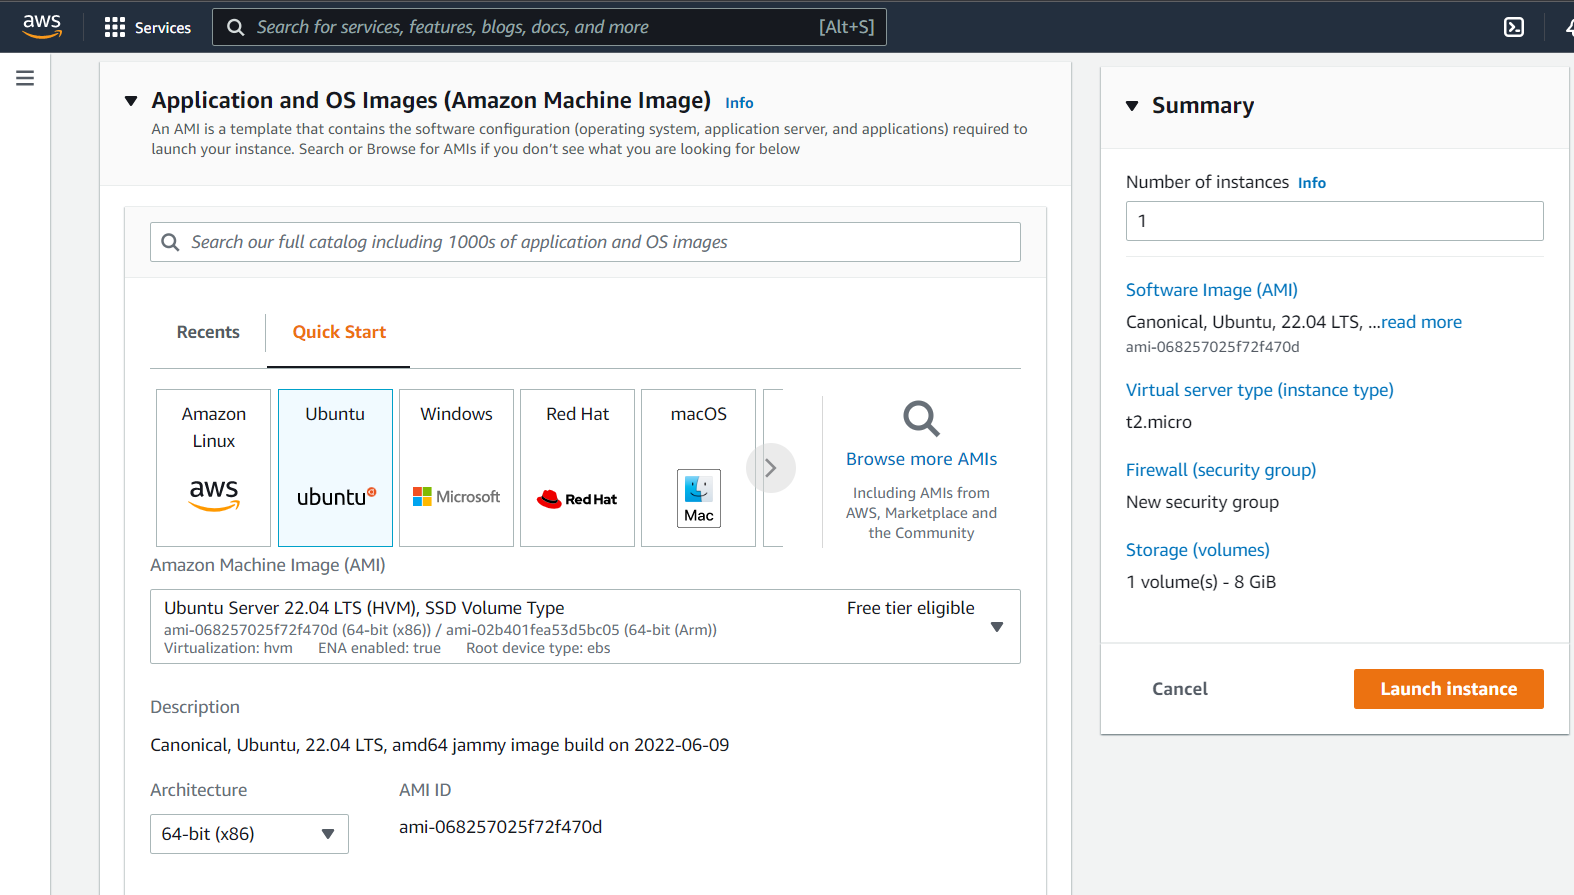 aws
Services
Search for services, features, blogs, docs, and more
[Alt+S]
Application and OS Images (Amazon Machine Image) Info
An AMI is a template that contains the software configuration (operating system, application server, and applications) required to
launch your instance. Search or Browse for AMIs if you don’t see what you are looking for below
Search our full catalog including 1000s of application and OS images
Recents
Quick Start
Amazon
Linux
aws
Ubuntu
ubuntu
Windows
Microsoft
Red Hat
Red Hat
macOS
Mac
Browse more AMIs
Including AMIs from
AWS, Marketplace and
the Community
Amazon Machine Image (AMI)
Ubuntu Server 22.04 LTS (HVM), SSD Volume Type
Free tier eligible
ami-068257025f72f470d (64-bit (x86)) / ami-02b401fea53d5bc05 (64-bit (Arm))
Virtualization: hvm ENA enabled: true Root device type: ebs
Description
Canonical, Ubuntu, 22.04 LTS, amd64 jammy image build on 2022-06-09
Architecture
64-bit (x86)
AMI ID
ami-068257025f72f470d
Summary
Number of instances Info
1
Software Image (AMI)
Canonical, Ubuntu, 22.04 LTS, ...read more
ami-068257025f72f470d
Virtual server type (instance type)
t2.micro
Firewall (security group)
New security group
Storage (volumes)
1 volume(s) - 8 GiB
Cancel
Launch instance